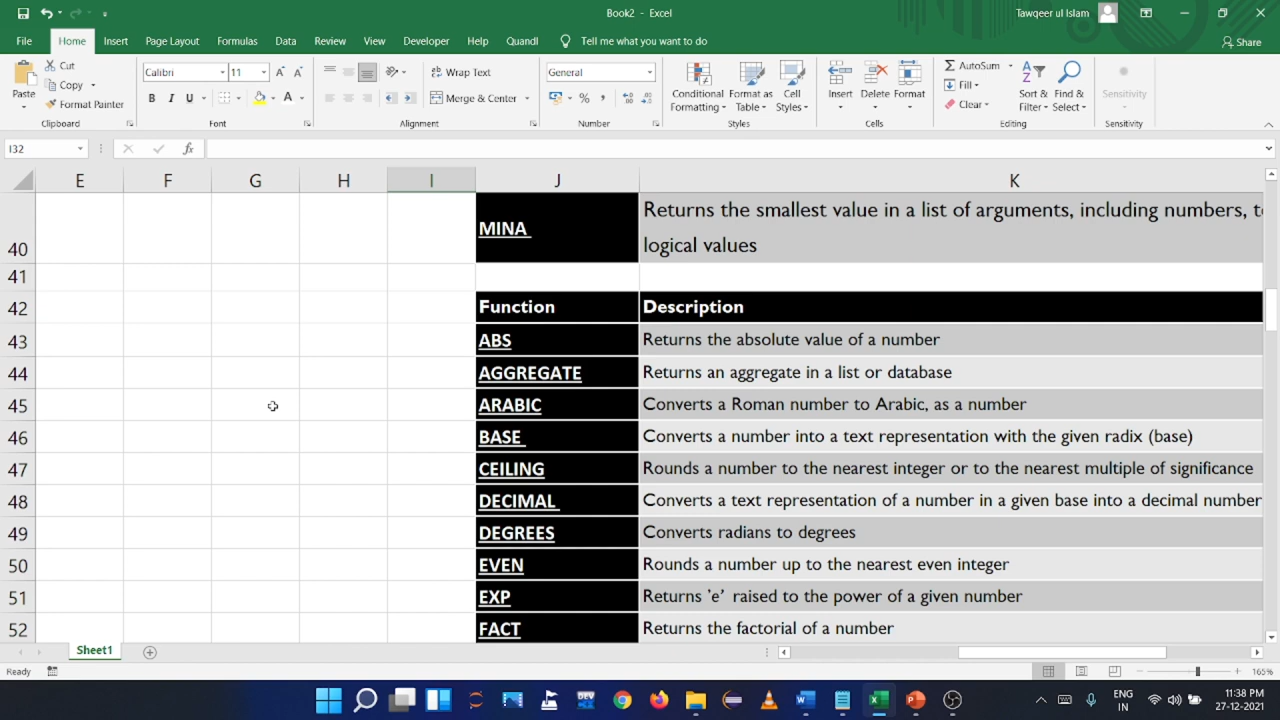 Book2 - Excel
Tawqeer ul Islam
File Home Insert Page Layout Formulas Data Review View Developer Help Quandl Tell me what you want to do Share
Paste
Cut
Copy
Format Painter
Clipboard
Calibri 11
B I U
Font
Wrap Text
Merge & Center
Alignment
General
Number
Conditional Formatting
Format as Table
Cell Styles
Styles
Insert Delete Format
Cells
AutoSum
Fill
Clear
Sort & Filter
Find & Select
Editing
Sensitivity
Sensitivity
I32 fx
E F G H I J K
40 MINA Returns the smallest value in a list of arguments, including numbers, t
logical values
41
42 Function Description
43 ABS Returns the absolute value of a number
44 AGGREGATE Returns an aggregate in a list or database
45 ARABIC Converts a Roman number to Arabic, as a number
46 BASE Converts a number into a text representation with the given radix (base)
47 CEILING Rounds a number to the nearest integer or to the nearest multiple of significance
48 DECIMAL Converts a text representation of a number in a given base into a decimal number
49 DEGREES Converts radians to degrees
50 EVEN Rounds a number up to the nearest even integer
51 EXP Returns 'e' raised to the power of a given number
52 FACT Returns the factorial of a number
Sheet1
Ready 165%
ENG
IN
11:38 PM
27-12-2021